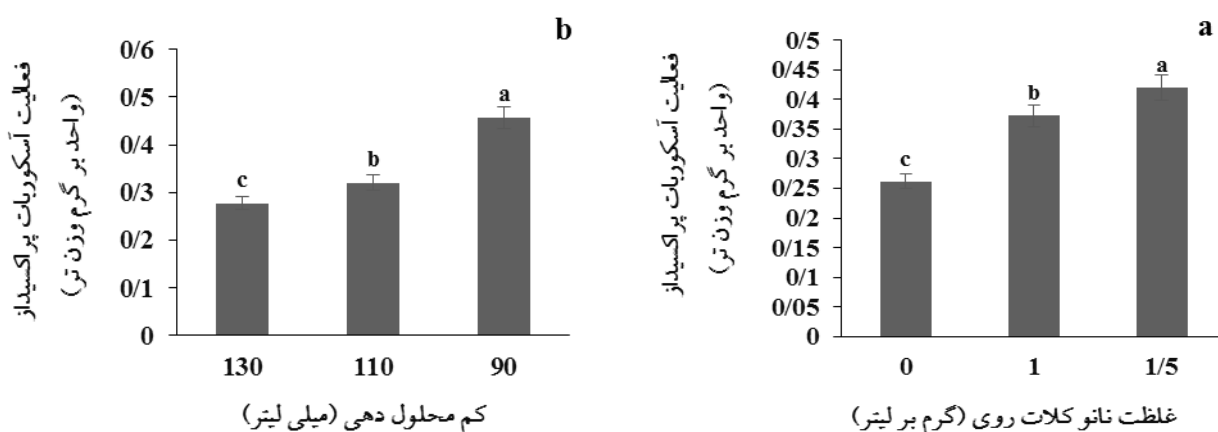 a
فعالیت آسکوربات پراکسیداز
(واحد بر گرم وزن تر)
0/5
0/45
0/4
0/35
0/3
0/25
0/2
0/15
0/1
0/05
0
c
b
a
0
1
1/5
غلظت نانو کلات روی (گرم بر لیتر)
b
فعالیت آسکوربات پراکسیداز
(واحد بر گرم وزن تر)
0/6
0/5
0/4
0/3
0/2
0/1
0
c
b
a
130
110
90
کم محلول دهی (میلی لیتر)